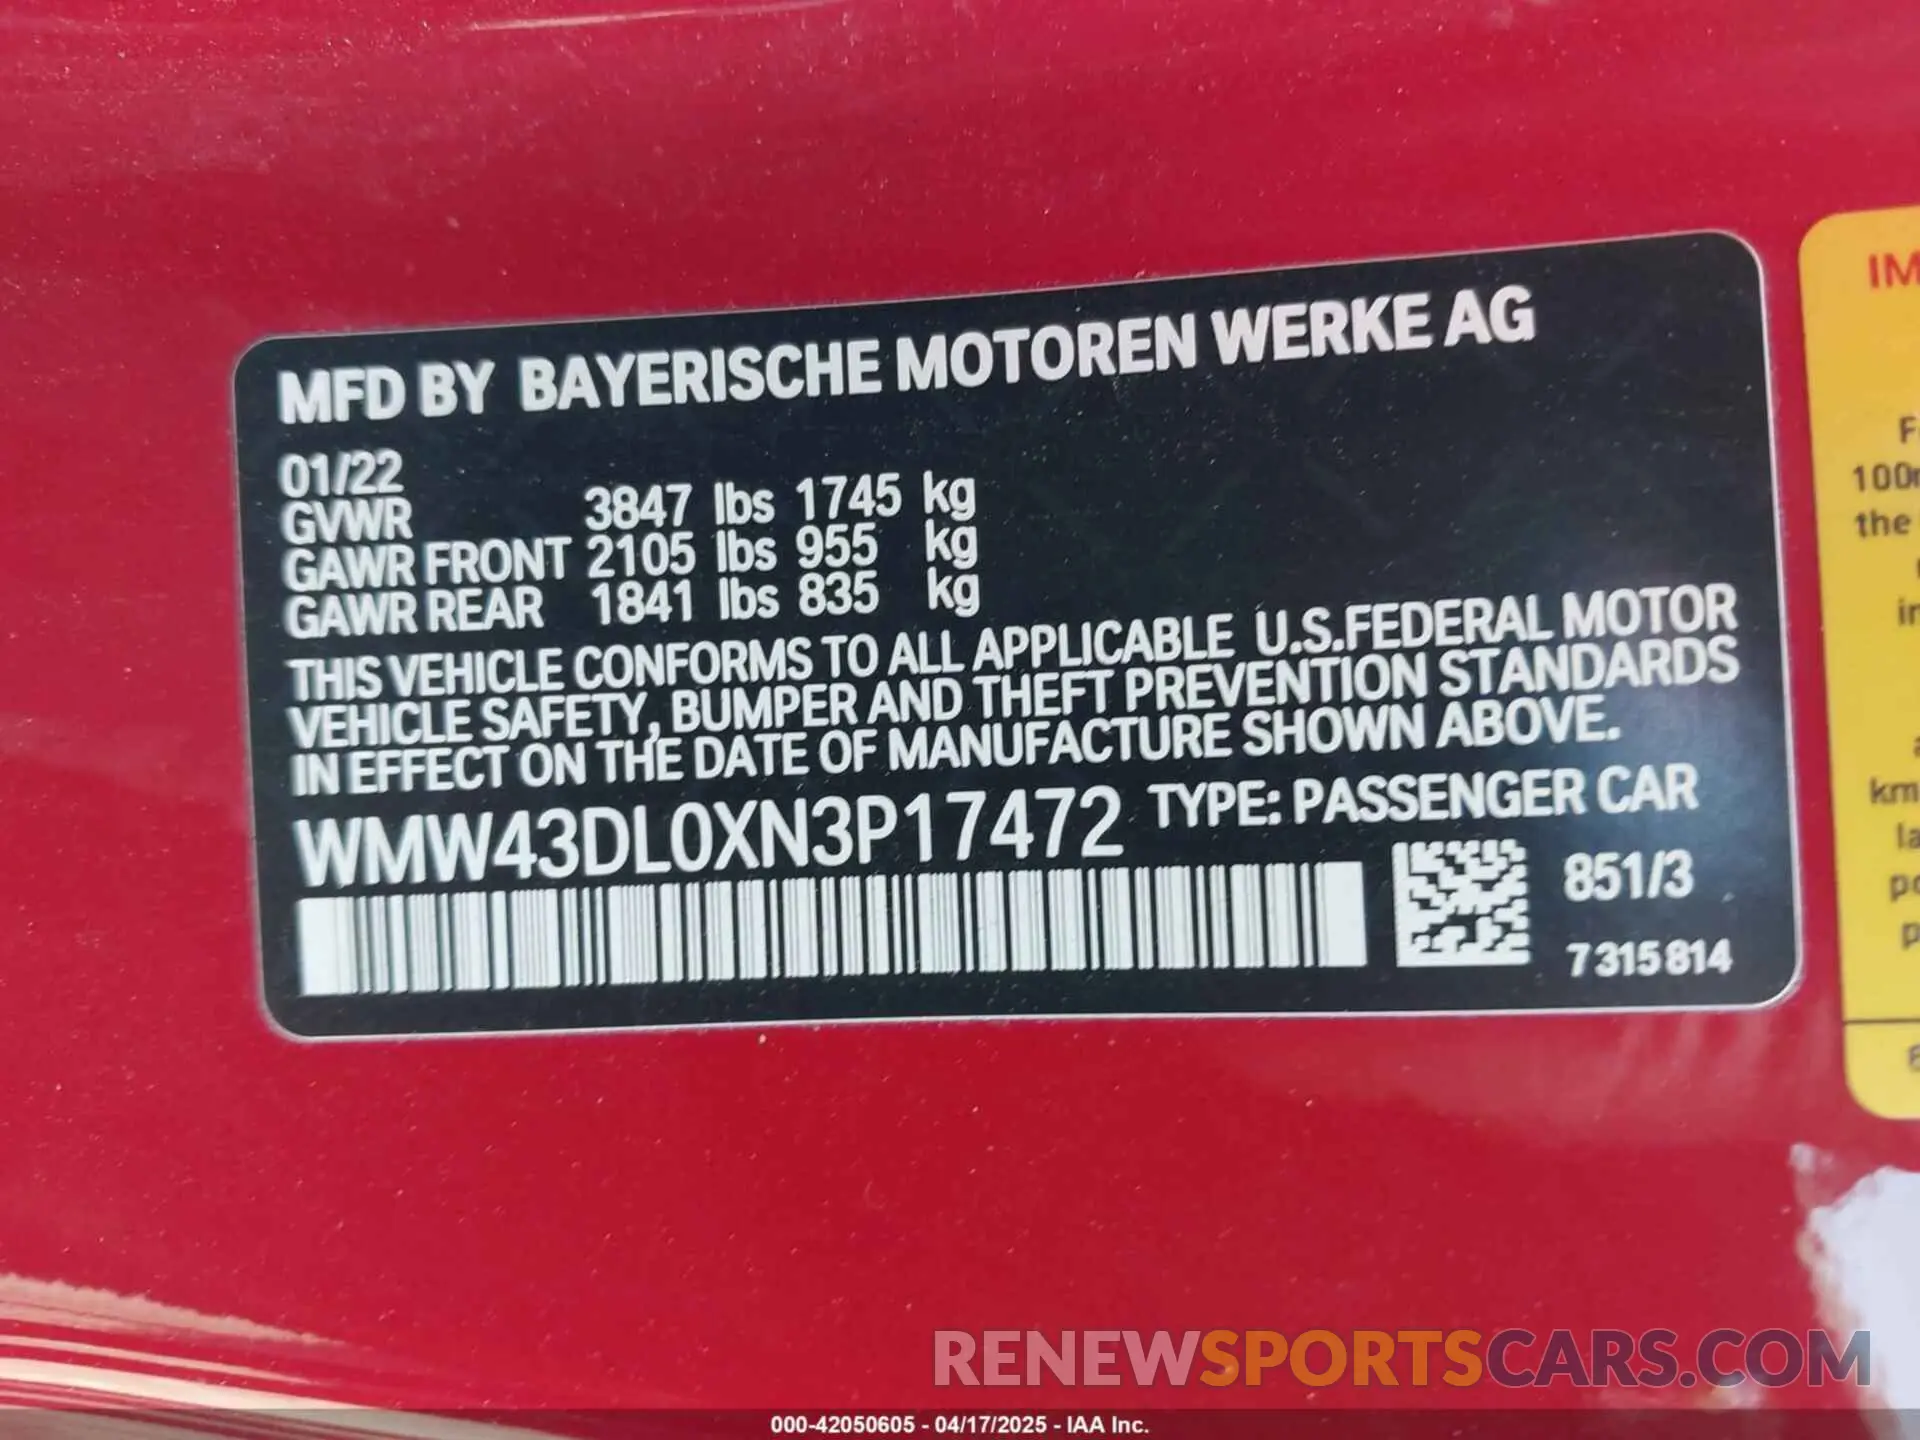 MFD BY BAYERISCHE MOTOREN WERKE AG
01/22
GVWR 3847 lbs 1745 kg
GAWR FRONT 2105 lbs 955 kg
GAWR REAR 1841 lbs 835 kg
THIS VEHICLE CONFORMS TO ALL APPLICABLE U.S.FEDERAL MOTOR
VEHICLE SAFETY, BUMPER AND THEFT PREVENTION STANDARDS
IN EFFECT ON THE DATE OF MANUFACTURE SHOWN ABOVE.
WMW43DL0XN3P17472 TYPE: PASSENGER CAR
851/3
7315814
the
km
RENEWSPORTSCARS.COM
000-42050605 - 04/17/2025 - IAA Inc.